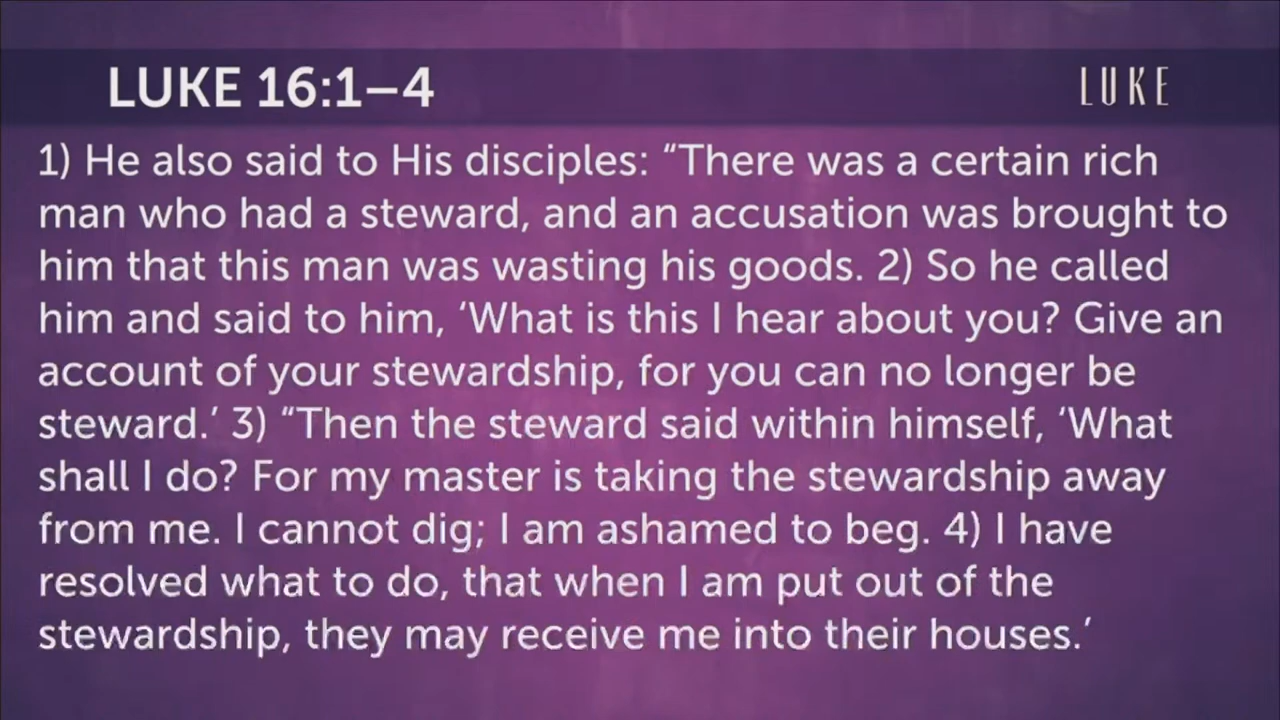 LUKE 16:1–4
LUKE
1) He also said to His disciples: “There was a certain rich
man who had a steward, and an accusation was brought to
him that this man was wasting his goods. 2) So he called
him and said to him, ‘What is this I hear about you? Give an
account of your stewardship, for you can no longer be
steward.’ 3) “Then the steward said within himself, ‘What
shall I do? For my master is taking the stewardship away
from me. I cannot dig; I am ashamed to beg. 4) I have
resolved what to do, that when I am put out of the
stewardship, they may receive me into their houses.’